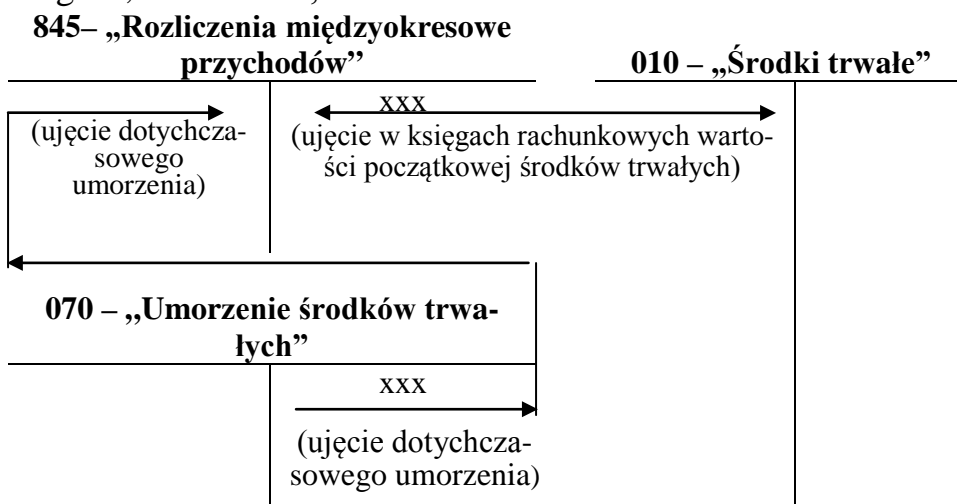 845– „Rozliczenia międzyokresowe
przychodów”
010 – „Środki trwałe”
xxx
(ujęcie dotychcza-
sowego
umorzenia)
(ujęcie w księgach rachunkowych warto-
ści początkowej środków trwałych)
070 – „Umorzenie środków trwa-
łych”
xxx
(ujęcie dotychcza-
sowego umorzenia)